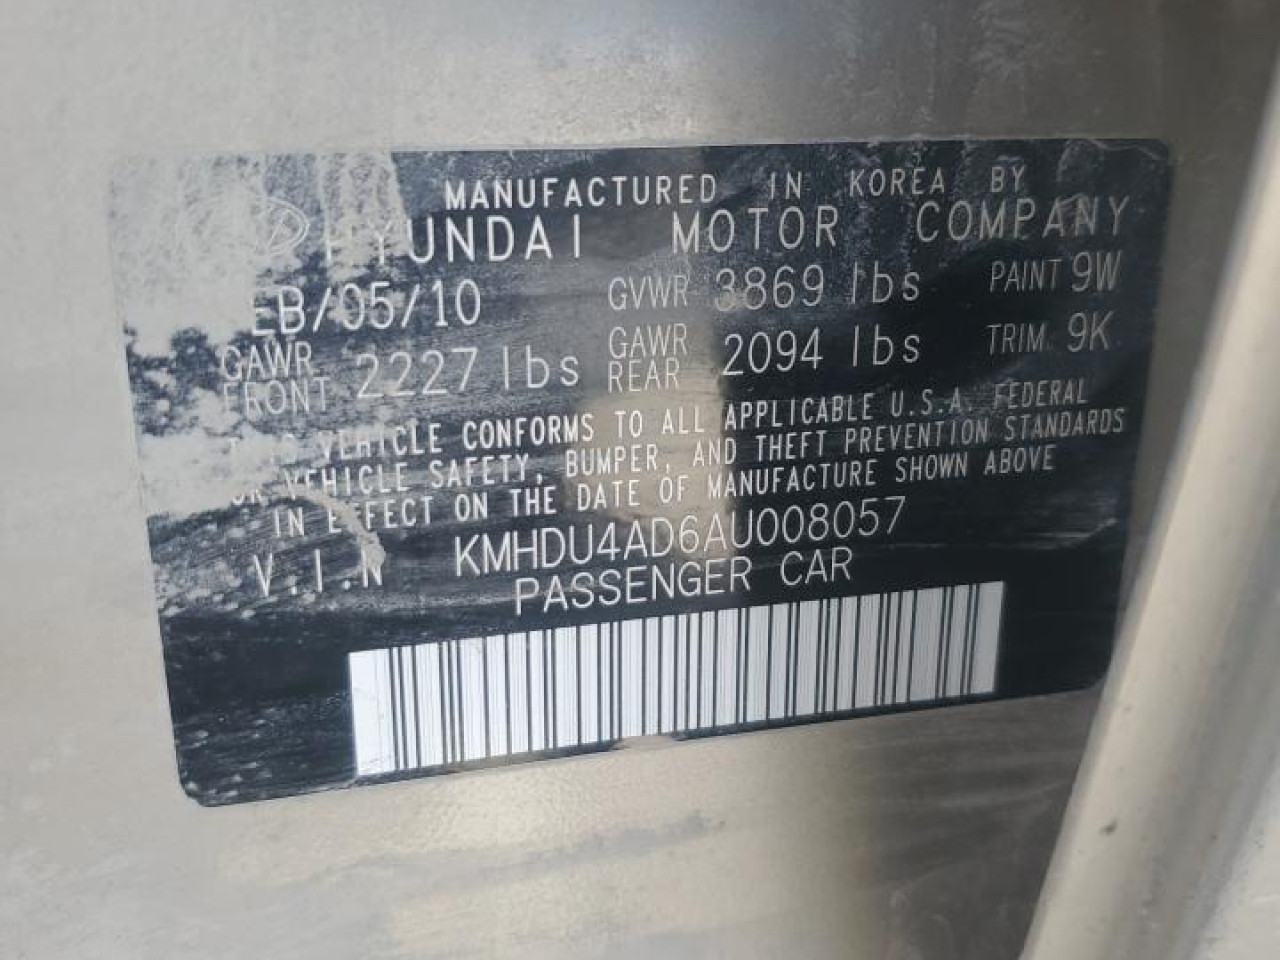 MANUFACTURED IN KOREA BY
HYUNDAI MOTOR COMPANY
FEB/05/10 GVWR 3869 lbs PAINT 9W
GAWR FRONT 2227 lbs GAWR REAR 2094 lbs TRIM: 9K
VEHICLE CONFORMS TO ALL APPLICABLE U.S.A. FEDERAL
VEHICLE SAFETY, BUMPER, AND THEFT PREVENTION STANDARDS
IN EFFECT ON THE DATE OF MANUFACTURE SHOWN ABOVE
V.I.N KMHDU4AD6AU008057
PASSENGER CAR